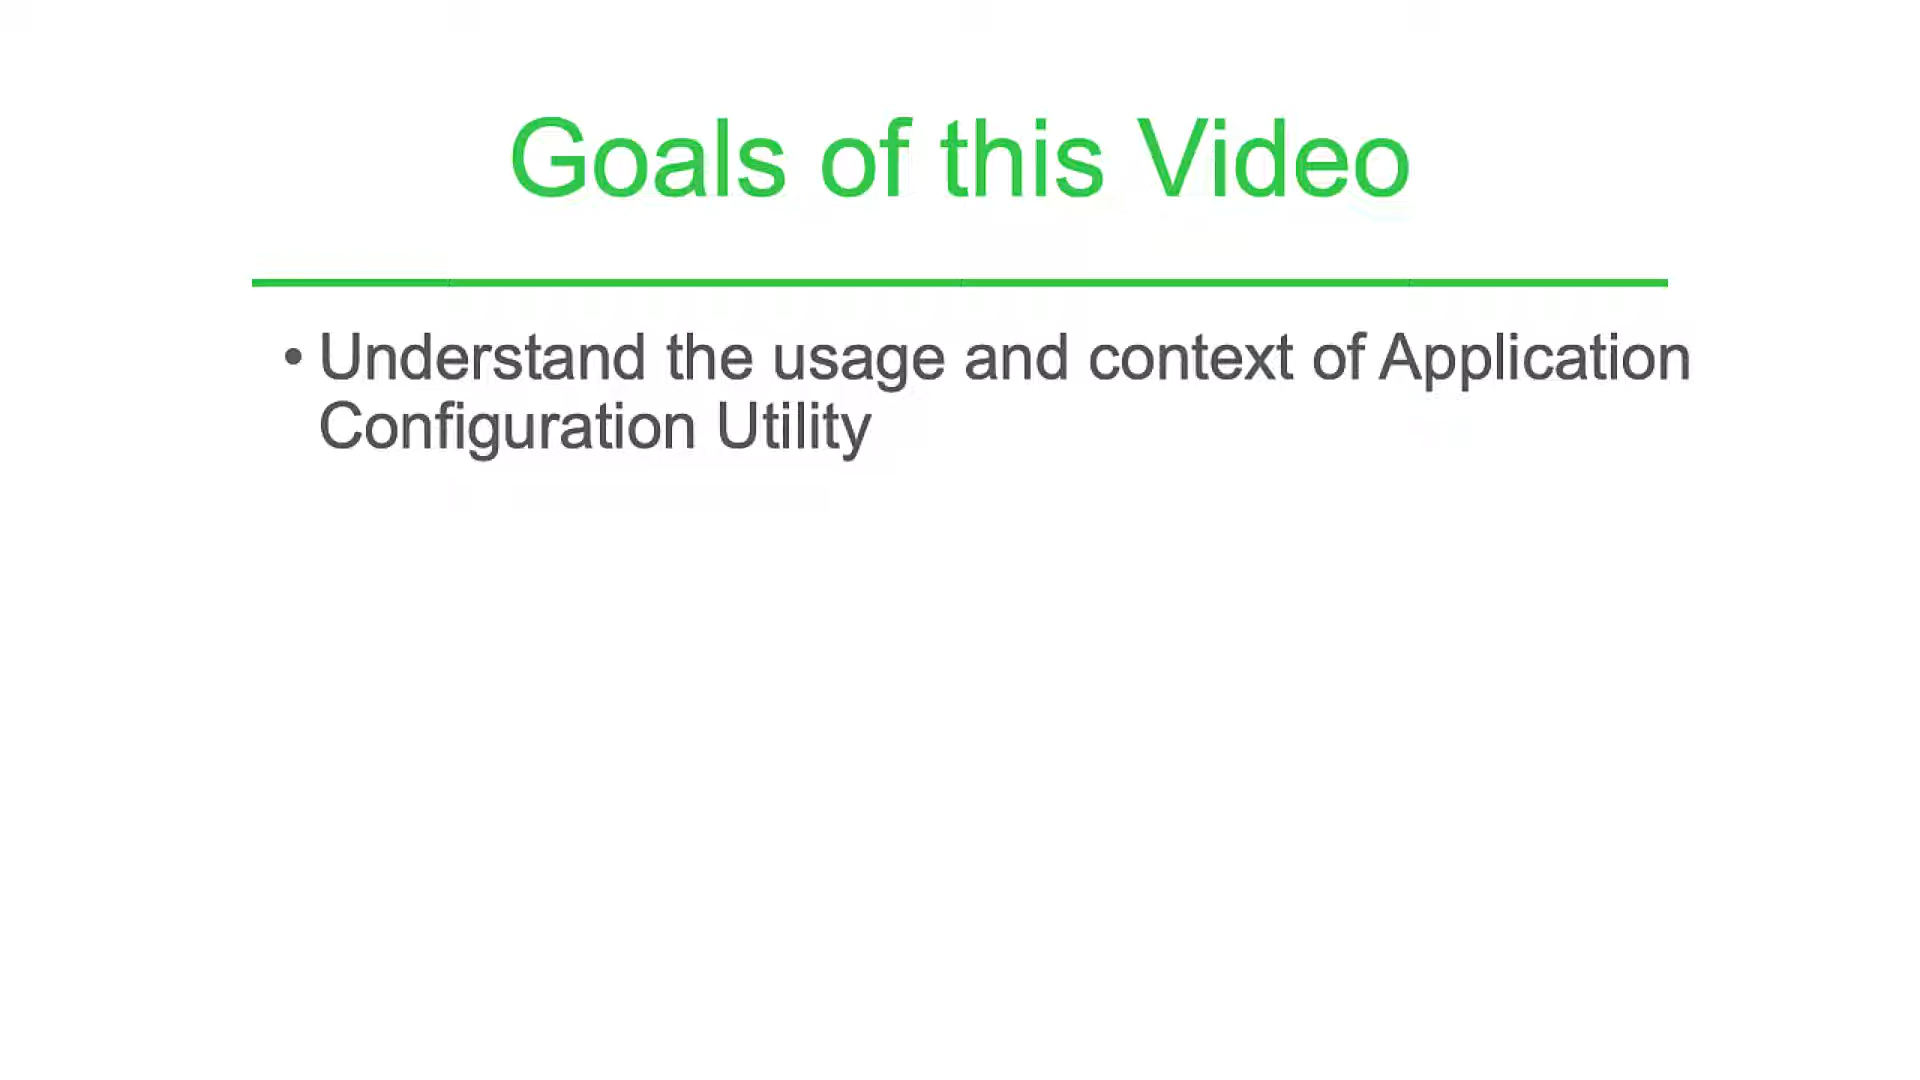 Goals of this Video
• Understand the usage and context of Application
Configuration Utility